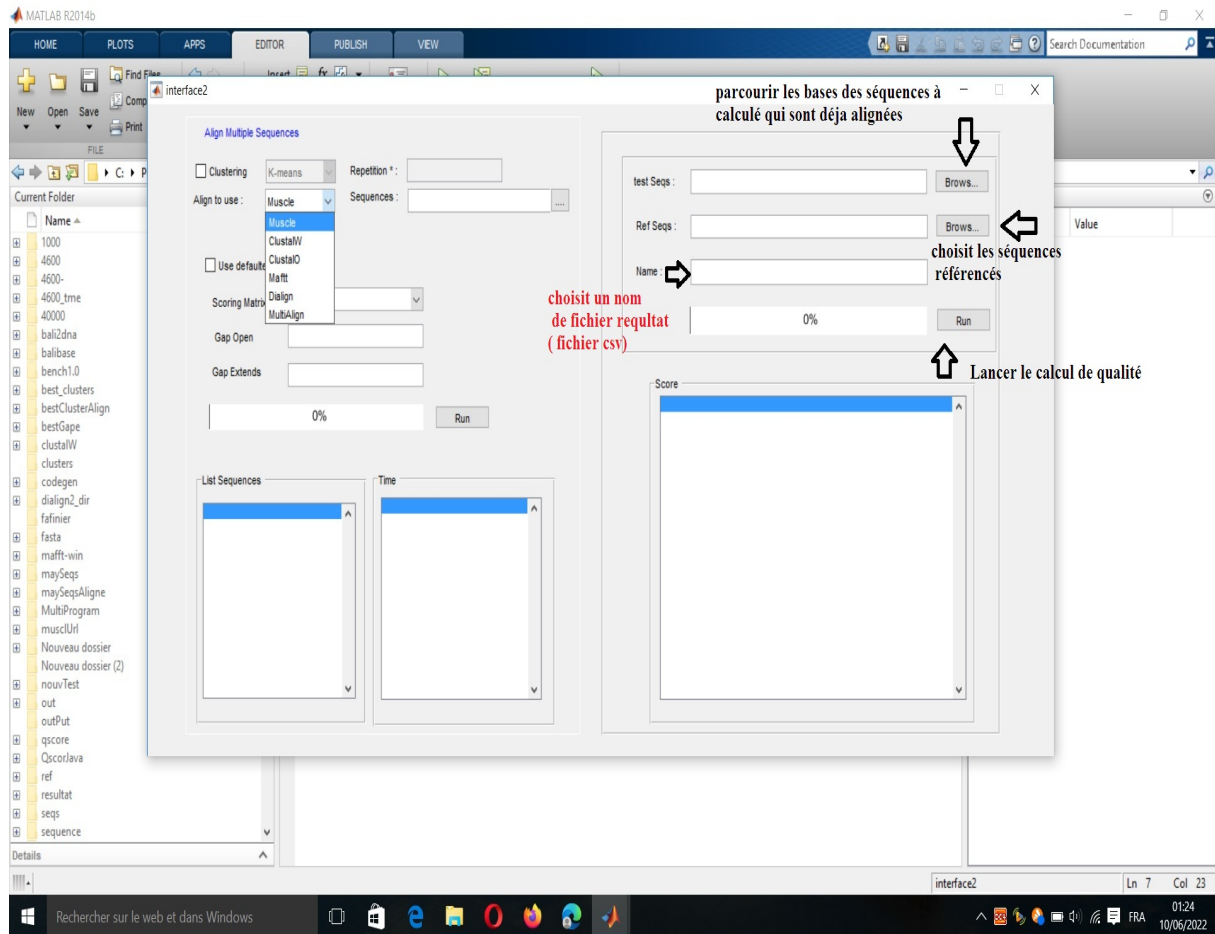 MATLAB R2014b
HOME PLOTS APPS EDITOR PUBLISH VIEW
Search Documentation
New Open Save
Find Files
Comp
Print
Insert fx
FILE
C: P
Current Folder
Name
1000
4600
4600-
4600_tme
40000
bali2dna
balibase
bench1.0
best_clusters
bestClusterAlign
bestGape
clustalW
clusters
codegen
dialign2_dir
fafinier
fasta
mafft-win
maySeqs
maySeqsAligne
MultiProgram
musclUrl
Nouveau dossier
Nouveau dossier (2)
nouvTest
out
outPut
qscore
QscorJava
ref
resultat
seqs
sequence
Details
interface2
Align Multiple Sequences
Clustering K-means Repetition * :
Align to use : Muscle Sequences : ....
Muscle
ClustalW
ClustalO
Maftt
Dialign
MultiAlign
Use defaulte
Scoring Matrix
Gap Open
Gap Extends
0% Run
List Sequences
Time
parcourir les bases des séquences à
calculé qui sont déja alignées
test Seqs : Brows...
Ref Seqs : Brows...
choisit les séquences
référencés
Name :
choisit un nom
de fichier requltat
( fichier csv)
0% Run
Lancer le calcul de qualité
Score
Value
interface2 Ln 7 Col 23
Rechercher sur le web et dans Windows
FRA
01:24
10/06/2022